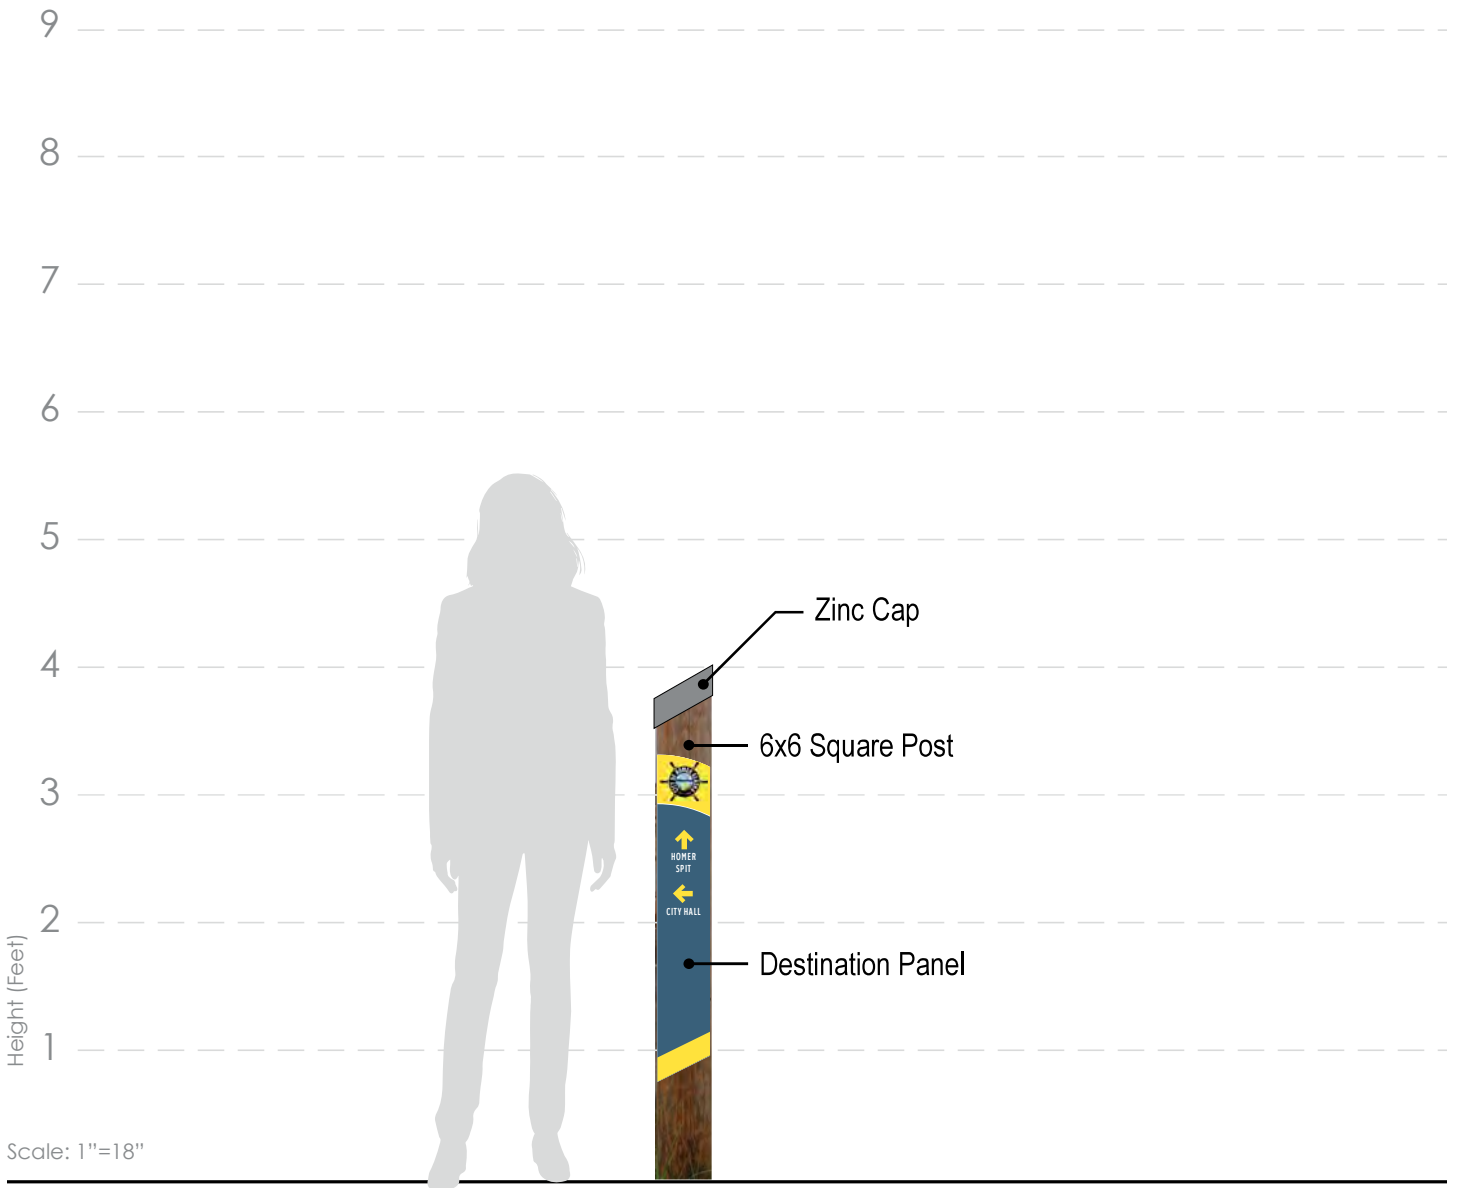 9
8
7
6
5
Zinc Cap
4
6x6 Square Post
3
HOMER
SPIT
CITY HALL
2
Destination Panel
Height (Feet)
1
Scale: 1”=18”